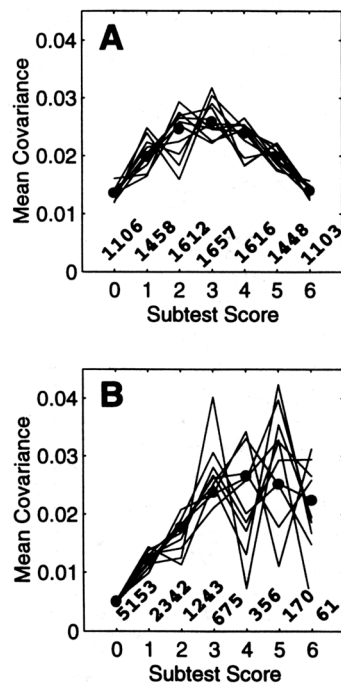 A
0.04
0.03
0.02
0.01
0
Mean Covariance
1106 1458 1612 1657 1616 1448 1103
0 1 2 3 4 5 6
Subtest Score
B
0.04
0.03
0.02
0.01
0
Mean Covariance
5153 2342 1243 675 356 170 61
0 1 2 3 4 5 6
Subtest Score